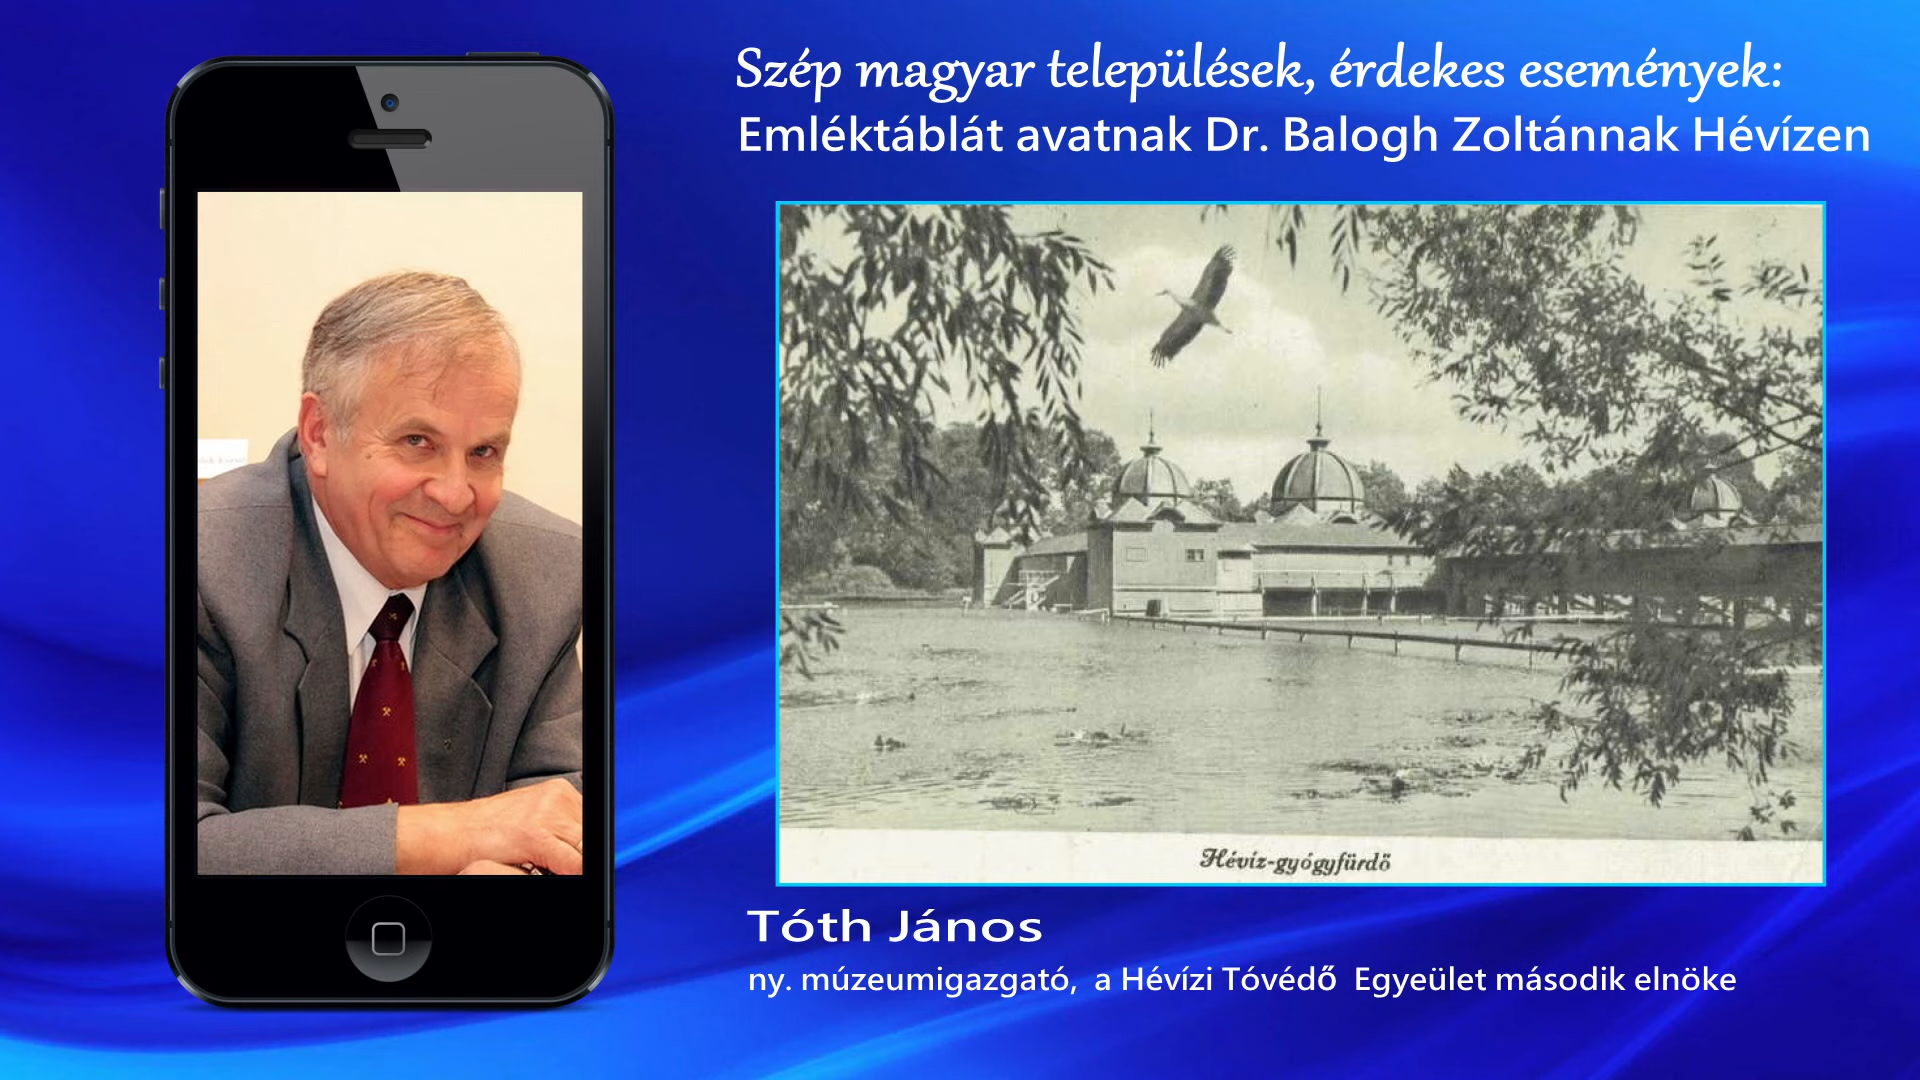 Szép magyar települések, érdekes események:
Emléktáblát avatnak Dr. Balogh Zoltánnak Hévízen
Hévíz-gyógyfürdő
Tóth János
ny. múzeumigazgató, a Hévízi Tóvédő Egyeület második elnöke